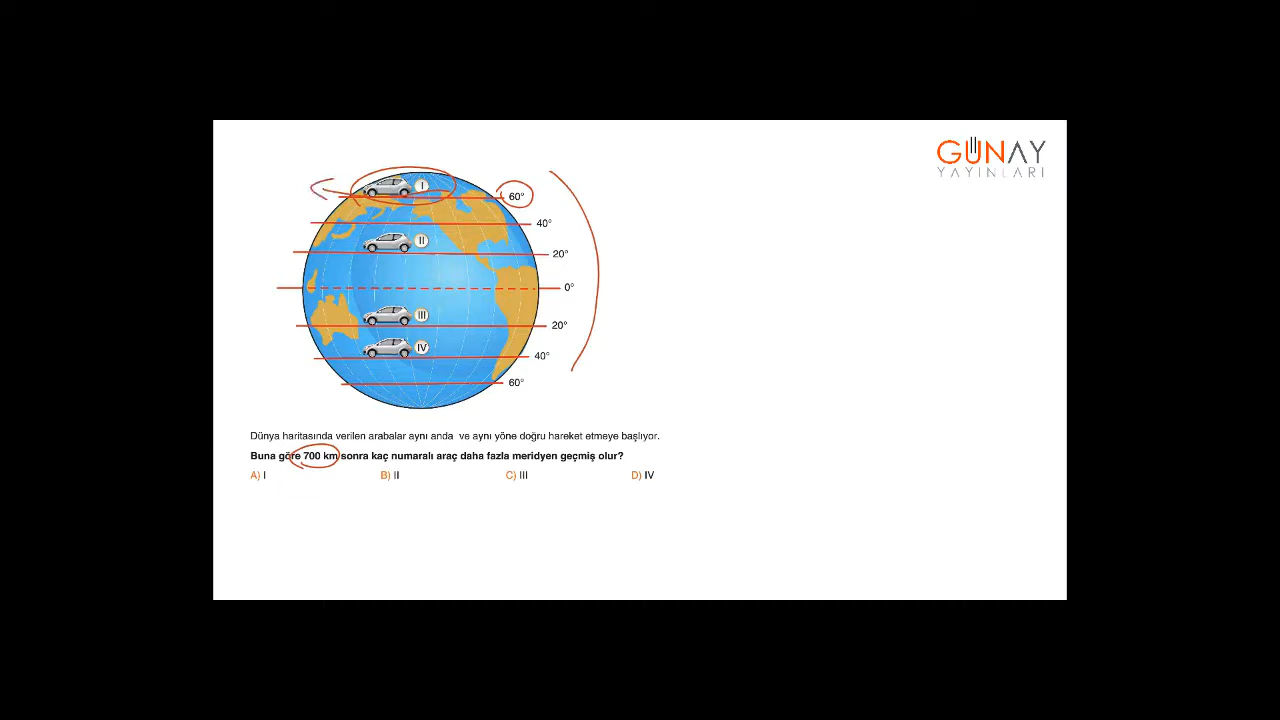 GÜNAY
YAYINLARI
I
60°
40°
II
20°
0°
III
20°
IV
40°
60°
Dünya haritasında verilen arabalar aynı anda ve aynı yöne doğru hareket etmeye başlıyor.
Buna göre 700 km sonra kaç numaralı araç daha fazla meridyen geçmiş olur?
A) I B) II C) III D) IV